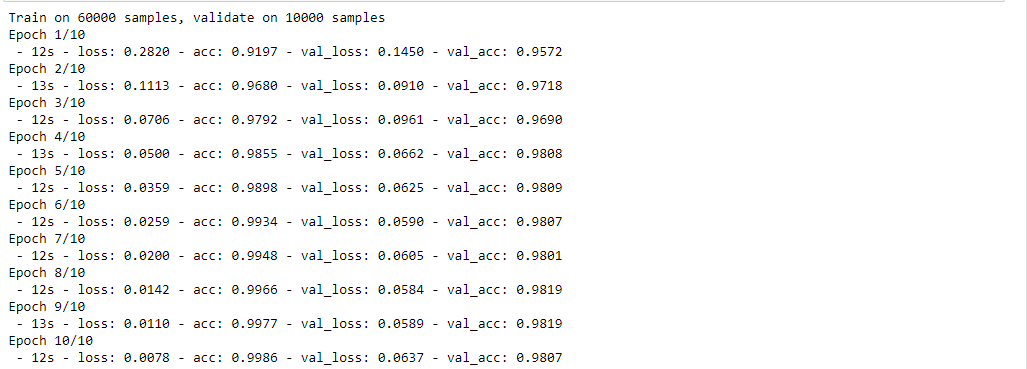 Train on 60000 samples, validate on 10000 samples
Epoch 1/10
 - 12s - loss: 0.2820 - acc: 0.9197 - val_loss: 0.1450 - val_acc: 0.9572
Epoch 2/10
 - 13s - loss: 0.1113 - acc: 0.9680 - val_loss: 0.0910 - val_acc: 0.9718
Epoch 3/10
 - 12s - loss: 0.0706 - acc: 0.9792 - val_loss: 0.0961 - val_acc: 0.9690
Epoch 4/10
 - 13s - loss: 0.0500 - acc: 0.9855 - val_loss: 0.0662 - val_acc: 0.9808
Epoch 5/10
 - 12s - loss: 0.0359 - acc: 0.9898 - val_loss: 0.0625 - val_acc: 0.9809
Epoch 6/10
 - 12s - loss: 0.0259 - acc: 0.9934 - val_loss: 0.0590 - val_acc: 0.9807
Epoch 7/10
 - 12s - loss: 0.0200 - acc: 0.9948 - val_loss: 0.0605 - val_acc: 0.9801
Epoch 8/10
 - 12s - loss: 0.0142 - acc: 0.9966 - val_loss: 0.0584 - val_acc: 0.9819
Epoch 9/10
 - 13s - loss: 0.0110 - acc: 0.9977 - val_loss: 0.0589 - val_acc: 0.9819
Epoch 10/10
 - 12s - loss: 0.0078 - acc: 0.9986 - val_loss: 0.0637 - val_acc: 0.9807